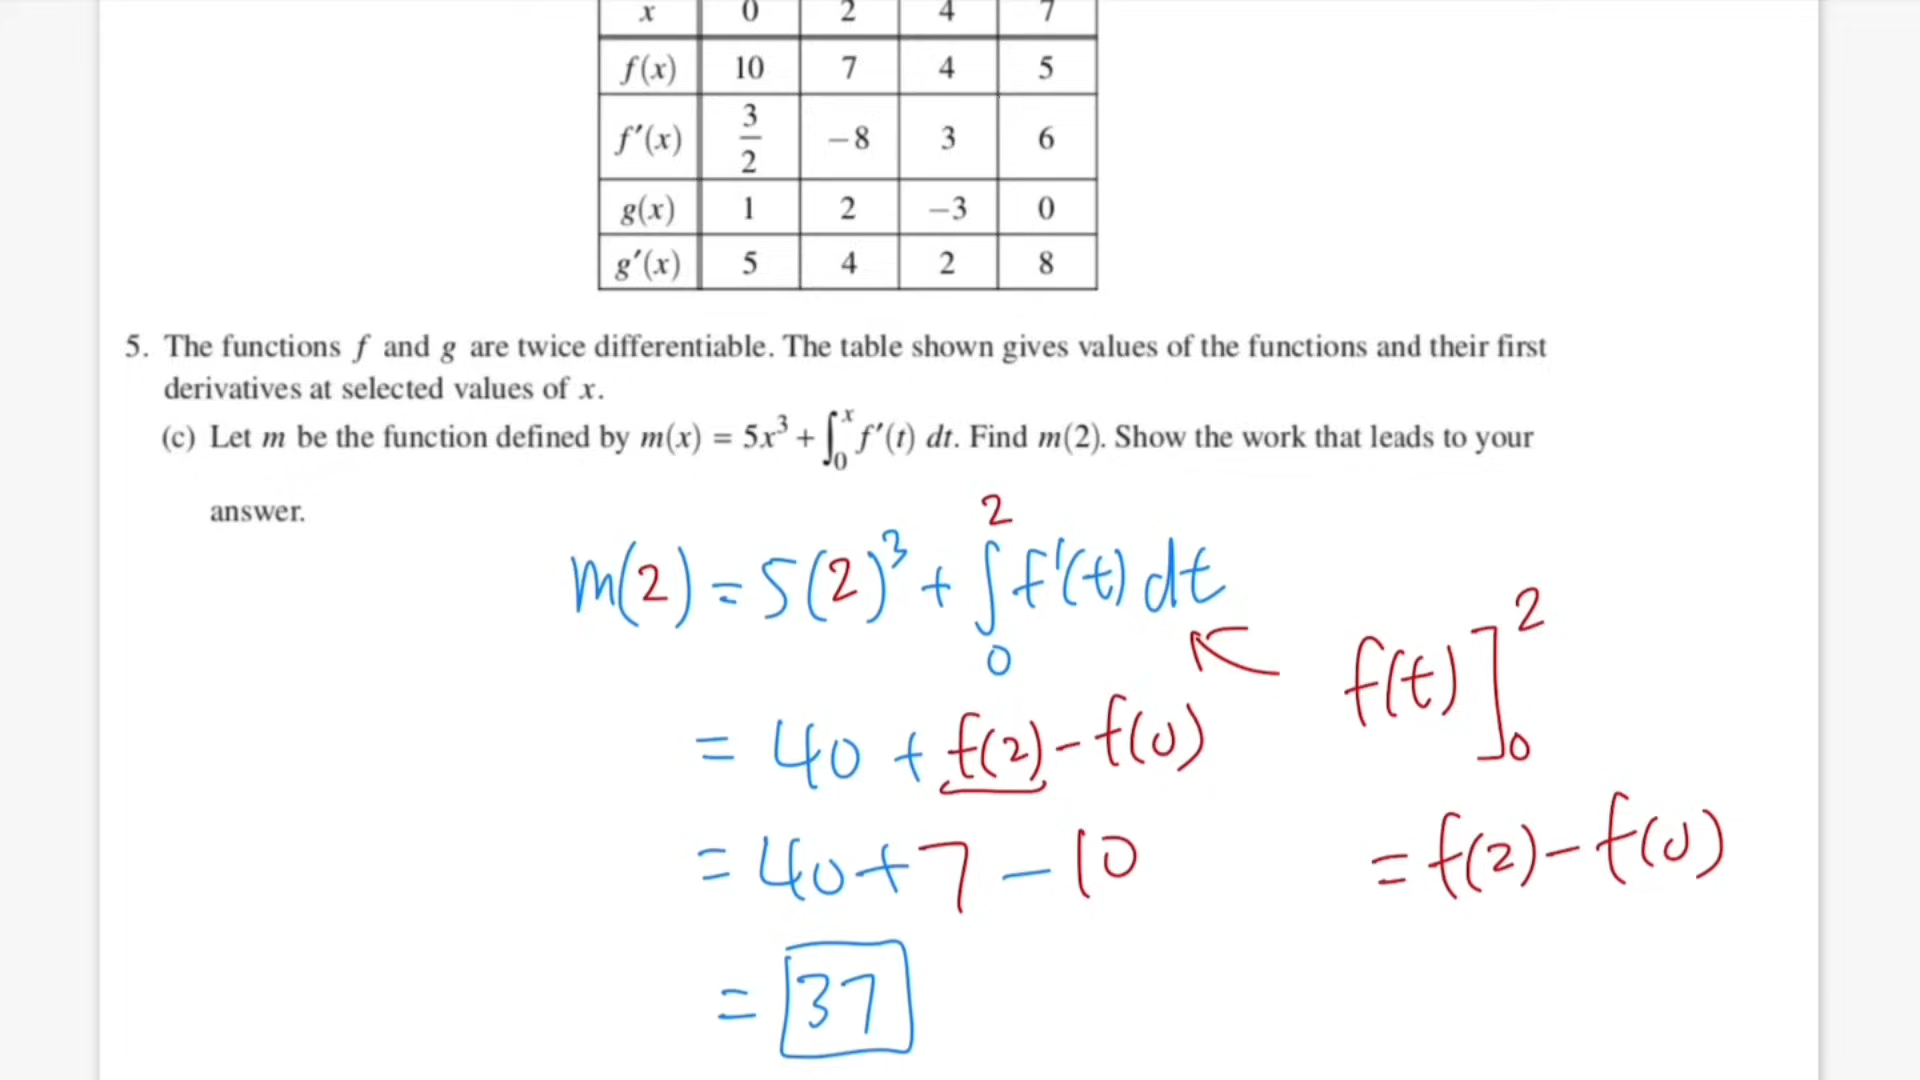 x 0 2 4 7
f(x) 10 7 4 5
f′(x) 3/2 −8 3 6
g(x) 1 2 −3 0
g′(x) 5 4 2 8
5. The functions f and g are twice differentiable. The table shown gives values of the functions and their first
derivatives at selected values of x.
(c) Let m be the function defined by m(x) = 5x³ + ∫₀ˣ f′(t) dt. Find m(2). Show the work that leads to your
answer.
m(2) = 5(2)³ + ∫₀² f'(t) dt
f(t)]₀²
= 40 + f(2) - f(0)
= 40 + 7 - 10
= f(2) - f(0)
= 37